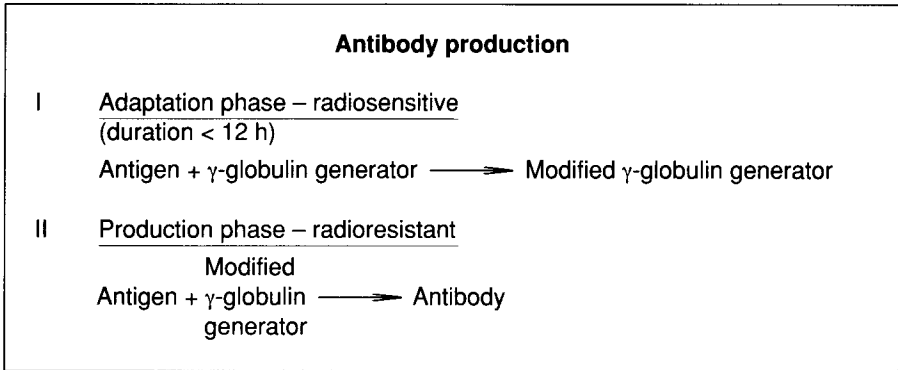 Antibody production
I Adaptation phase – radiosensitive
(duration < 12 h)
Antigen + γ-globulin generator ⟶ Modified γ-globulin generator
II Production phase – radioresistant
Modified
Antigen + γ-globulin ⟶ Antibody
generator